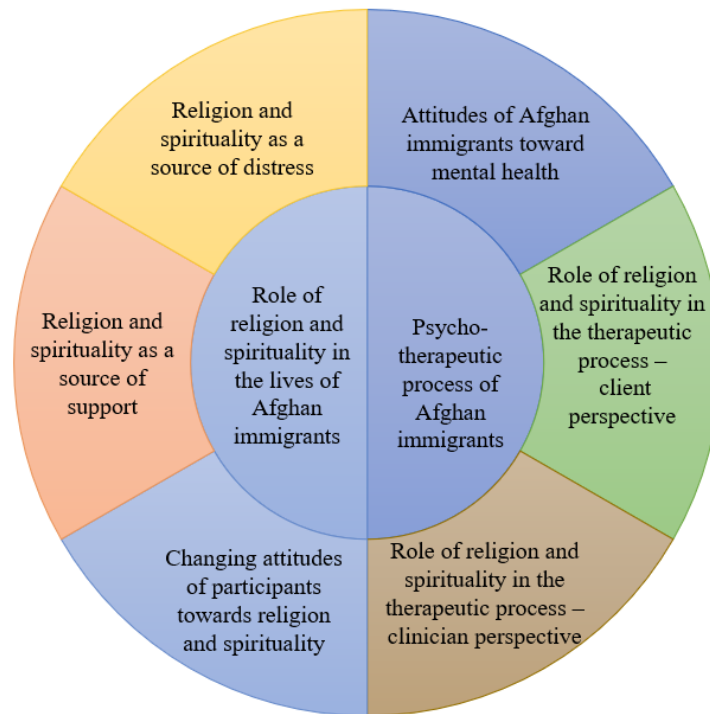 Religion and
spirituality as a
source of distress
Attitudes of Afghan
immigrants toward
mental health
Role of religion
and spirituality in
the therapeutic
process –
client
perspective
Role of religion and
spirituality in the
therapeutic process –
clinician perspective
Changing attitudes
of participants
towards religion
and spirituality
Religion and
spirituality as a
source of
support
Role of
religion and
spirituality in
the lives of
Afghan
immigrants
Psycho-
therapeutic
process of
Afghan
immigrants